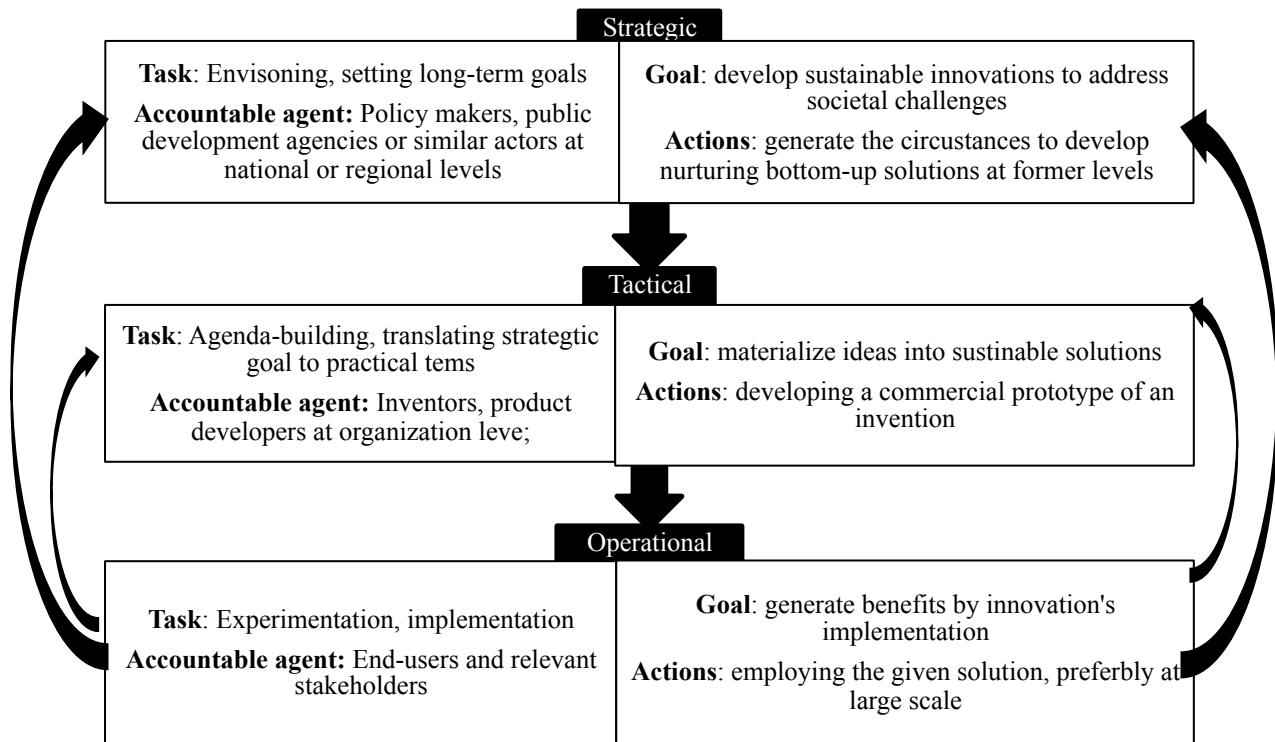 Strategic
Task: Envisoning, setting long-term goals
Accountable agent: Policy makers, public
development agencies or similar actors at
national or regional levels
Goal: develop sustainable innovations to address
societal challenges
Actions: generate the circustances to develop
nurturing bottom-up solutions at former levels
Tactical
Task: Agenda-building, translating strategtic
goal to practical tems
Accountable agent: Inventors, product
developers at organization leve;
Goal: materialize ideas into sustinable solutions
Actions: developing a commercial prototype of an
invention
Operational
Task: Experimentation, implementation
Accountable agent: End-users and relevant
stakeholders
Goal: generate benefits by innovation's
implementation
Actions: employing the given solution, preferbly at
large scale